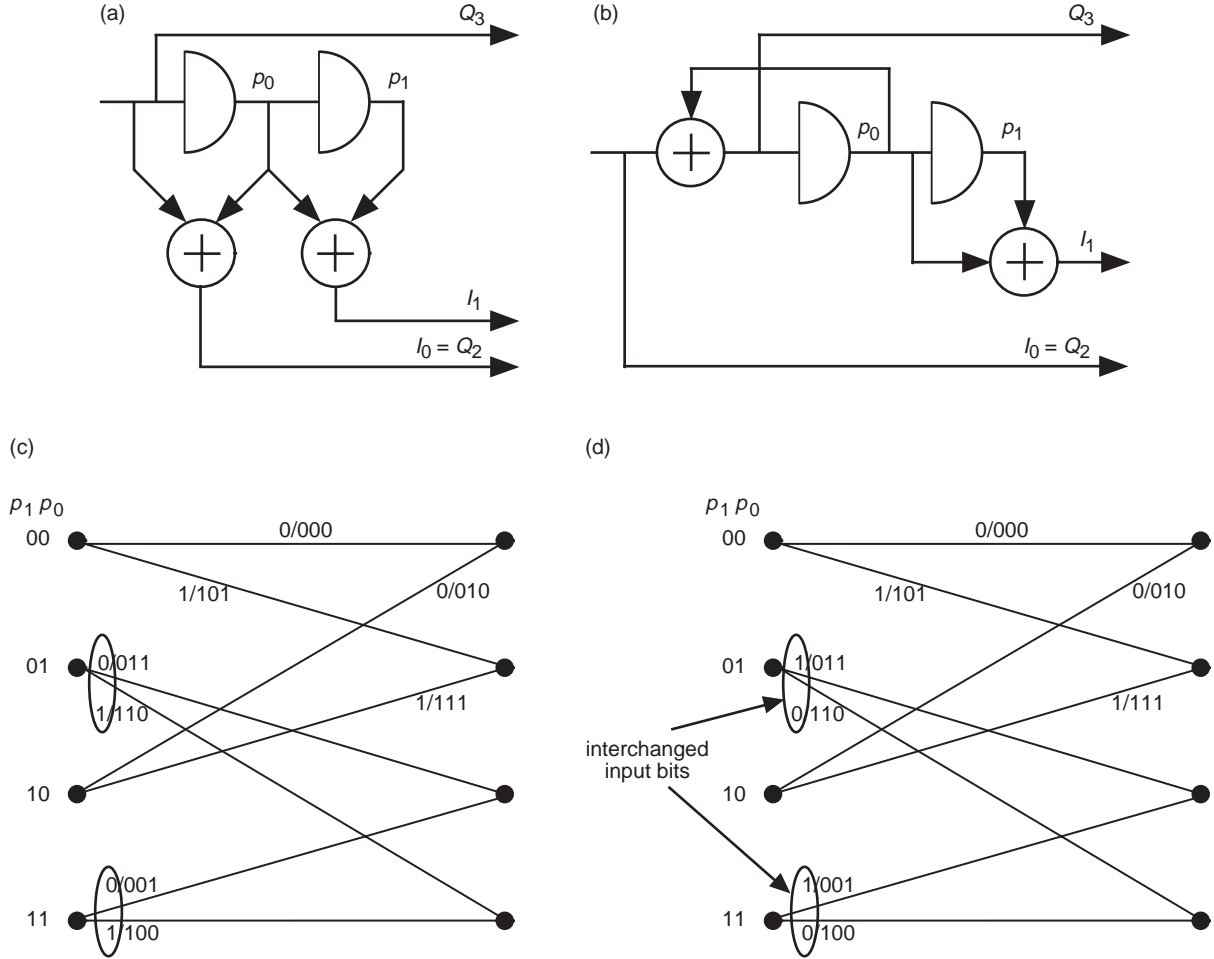 (a)
Q3
p0
p1
I1
I0 = Q2
(b)
Q3
p0
p1
I1
I0 = Q2
(c)
p1 p0
00
0/000
1/101
0/010
01
0/011
1/110
1/111
10
11
0/001
1/100
(d)
p1 p0
00
0/000
1/101
0/010
01
1/011
0/110
1/111
interchanged
input bits
10
11
1/001
0/100